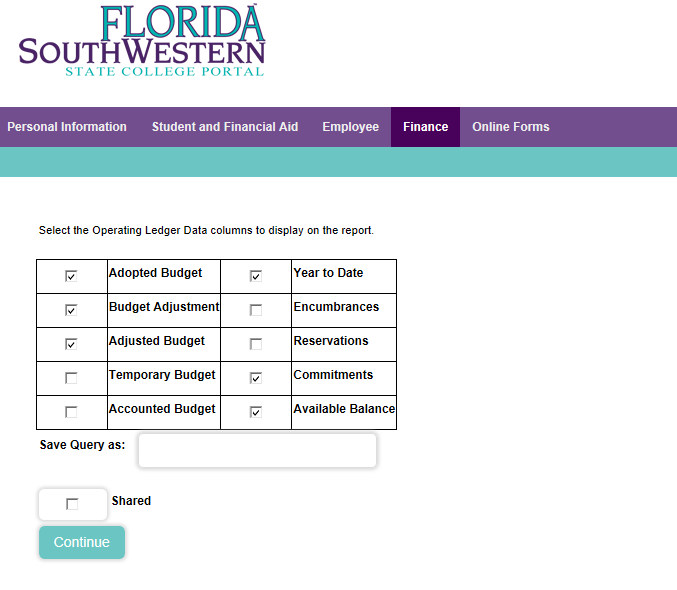 FLORIDA
SOUTHWESTERN
STATE COLLEGE PORTAL
Personal Information Student and Financial Aid Employee Finance Online Forms
Select the Operating Ledger Data columns to display on the report.
Adopted Budget Year to Date
Budget Adjustment Encumbrances
Adjusted Budget Reservations
Temporary Budget Commitments
Accounted Budget Available Balance
Save Query as:
Shared
Continue